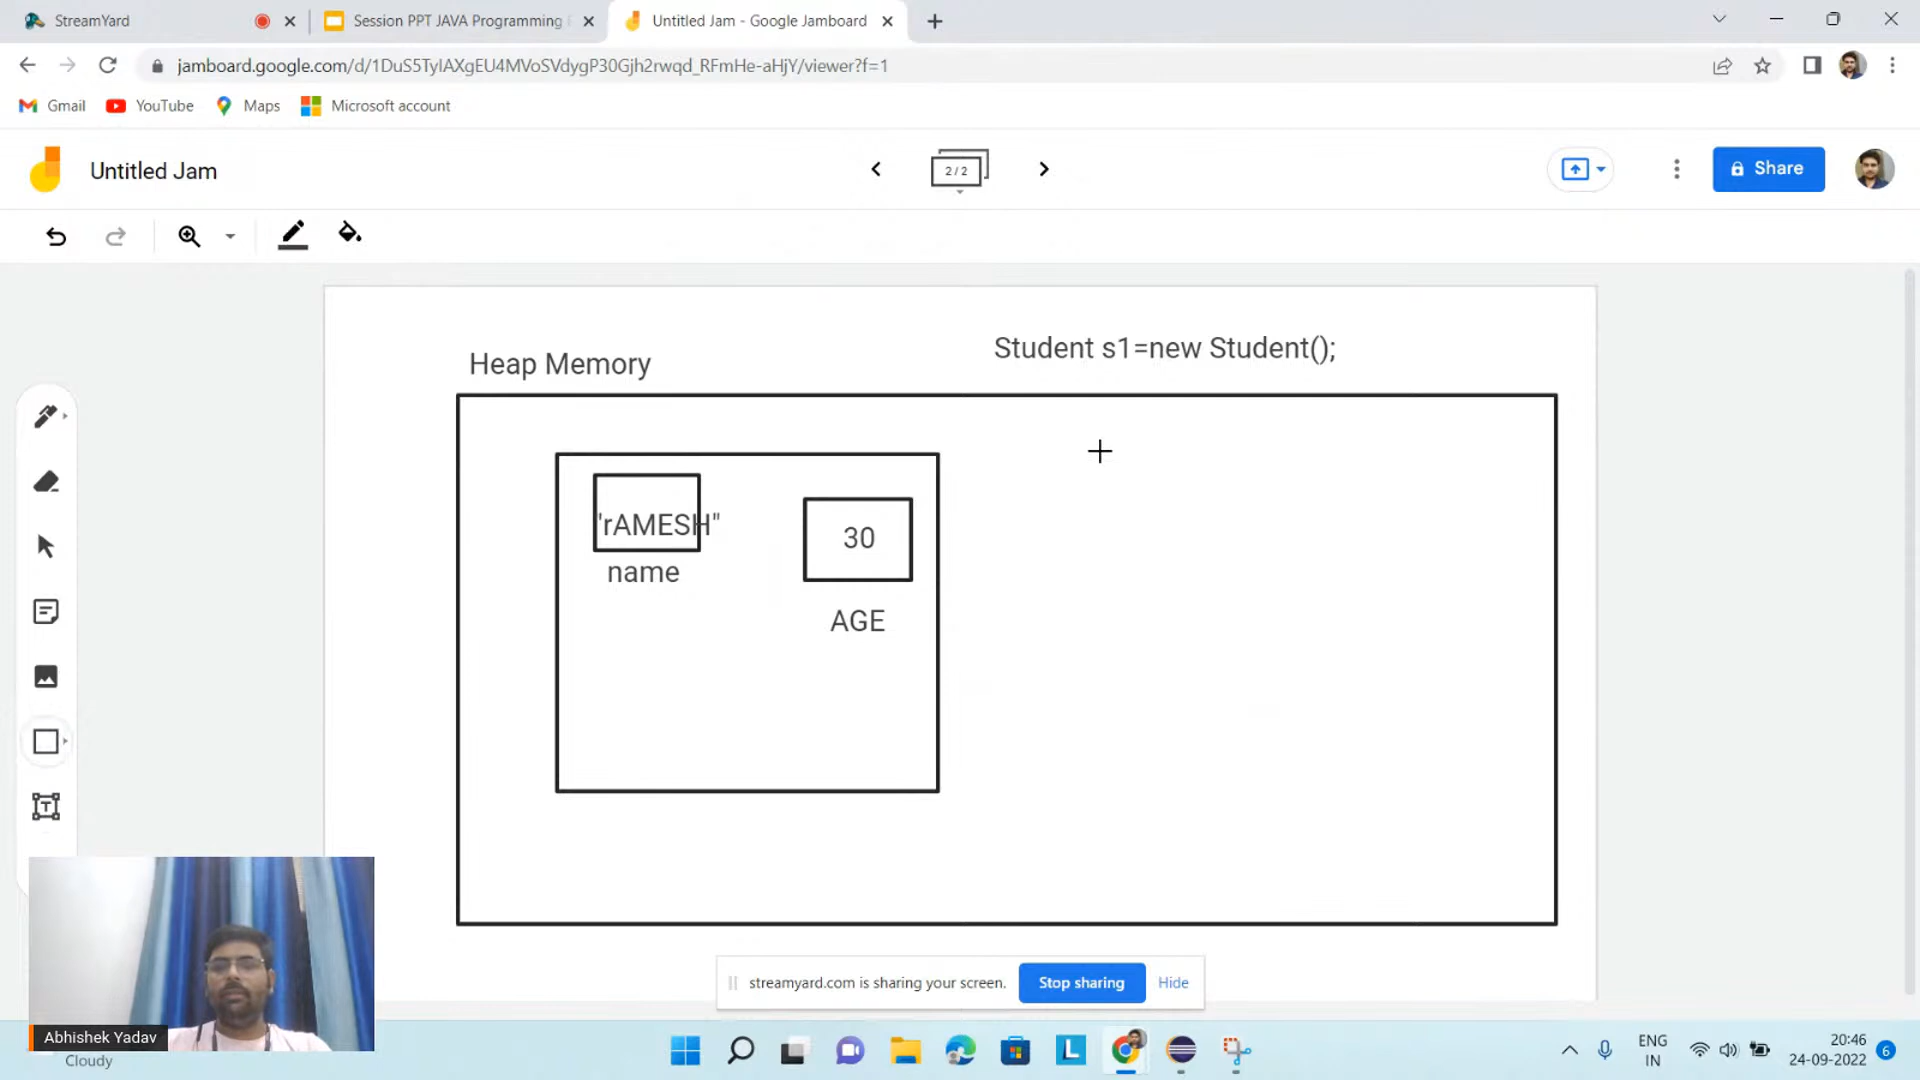 StreamYard
Session PPT JAVA Programming
Untitled Jam - Google Jamboard
jamboard.google.com/d/1DuS5TylAXgEU4MVoSVdygP30Gjh2rwqd_RFmHe-aHjY/viewer?f=1
Gmail
YouTube
Maps
Microsoft account
Untitled Jam
2 / 2
Share
Heap Memory
Student s1=new Student();
'rAMESH"
name
30
AGE
streamyard.com is sharing your screen.
Stop sharing
Hide
Abhishek Yadav
Cloudy
ENG
IN
20:46
24-09-2022
6